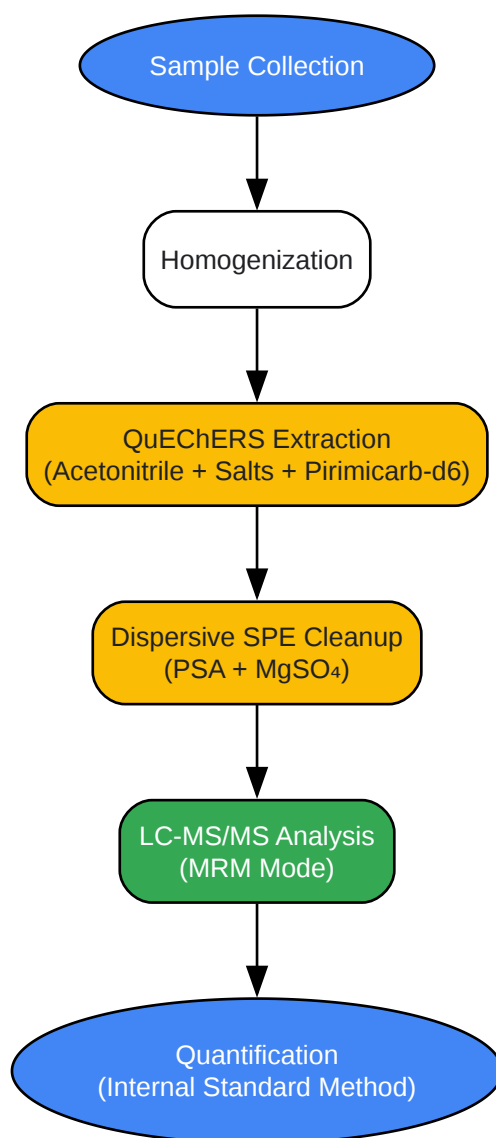 Sample Collection
Homogenization
QuEChERS Extraction
(Acetonitrile + Salts + Pirimicarb-d6)
Dispersive SPE Cleanup
(PSA + MgSO₄)
LC-MS/MS Analysis
(MRM Mode)
Quantification
(Internal Standard Method)